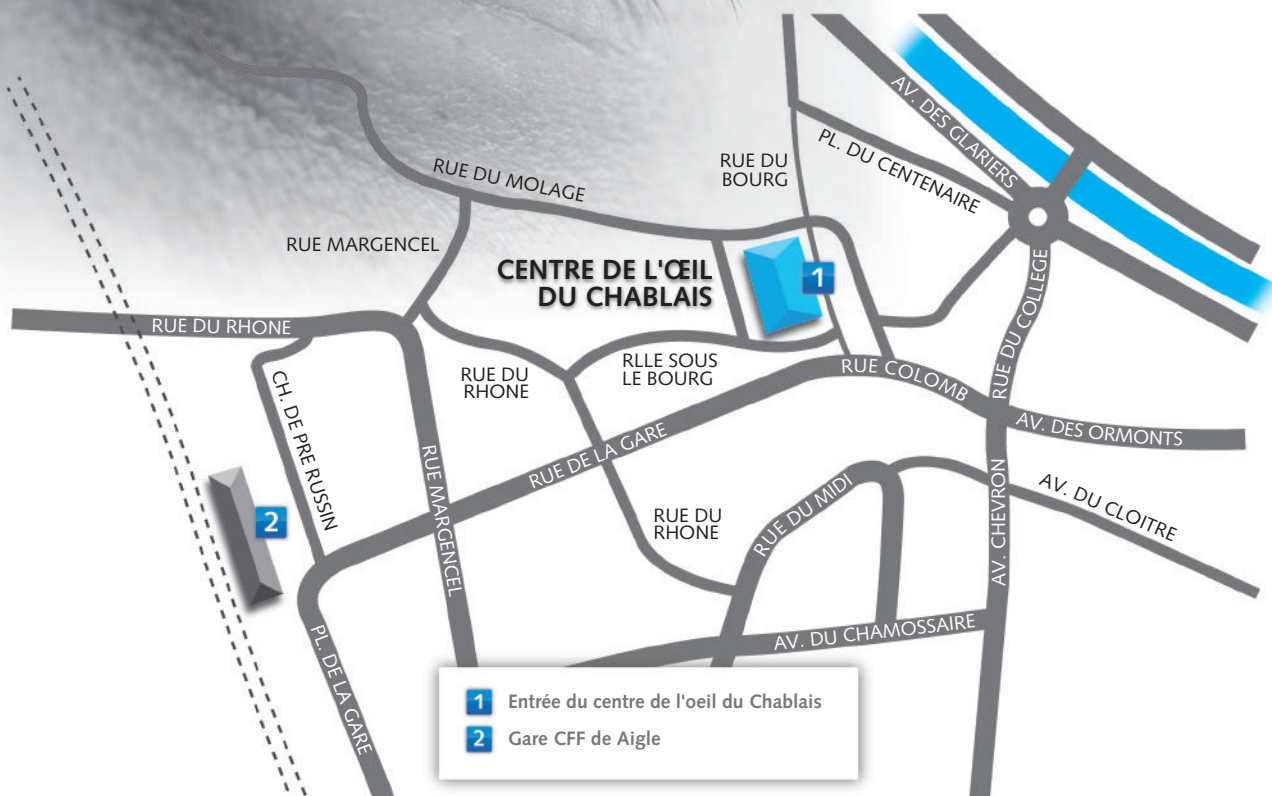 AV. DES GLARIERS
PL. DU CENTENAIRE
RUE DU
BOURG
RUE DU MOLAGE
RUE MARGENCEL
CENTRE DE L'ŒIL
DU CHABLAIS
1
RUE DU COLLEGE
RUE DU RHONE
RLLE SOUS
LE BOURG
RUE COLOMB
RUE DU
RHONE
CH. DE PRE RUSSIN
AV. DES ORMONTS
RUE DE LA GARE
RUE MARGENCEL
2
RUE DU MIDI
AV. DU CLOITRE
RUE DU
RHONE
AV. CHEVRON
AV. DU CHAMOSSAIRE
PL. DE LA GARE
1 Entrée du centre de l'oeil du Chablais
2 Gare CFF de Aigle